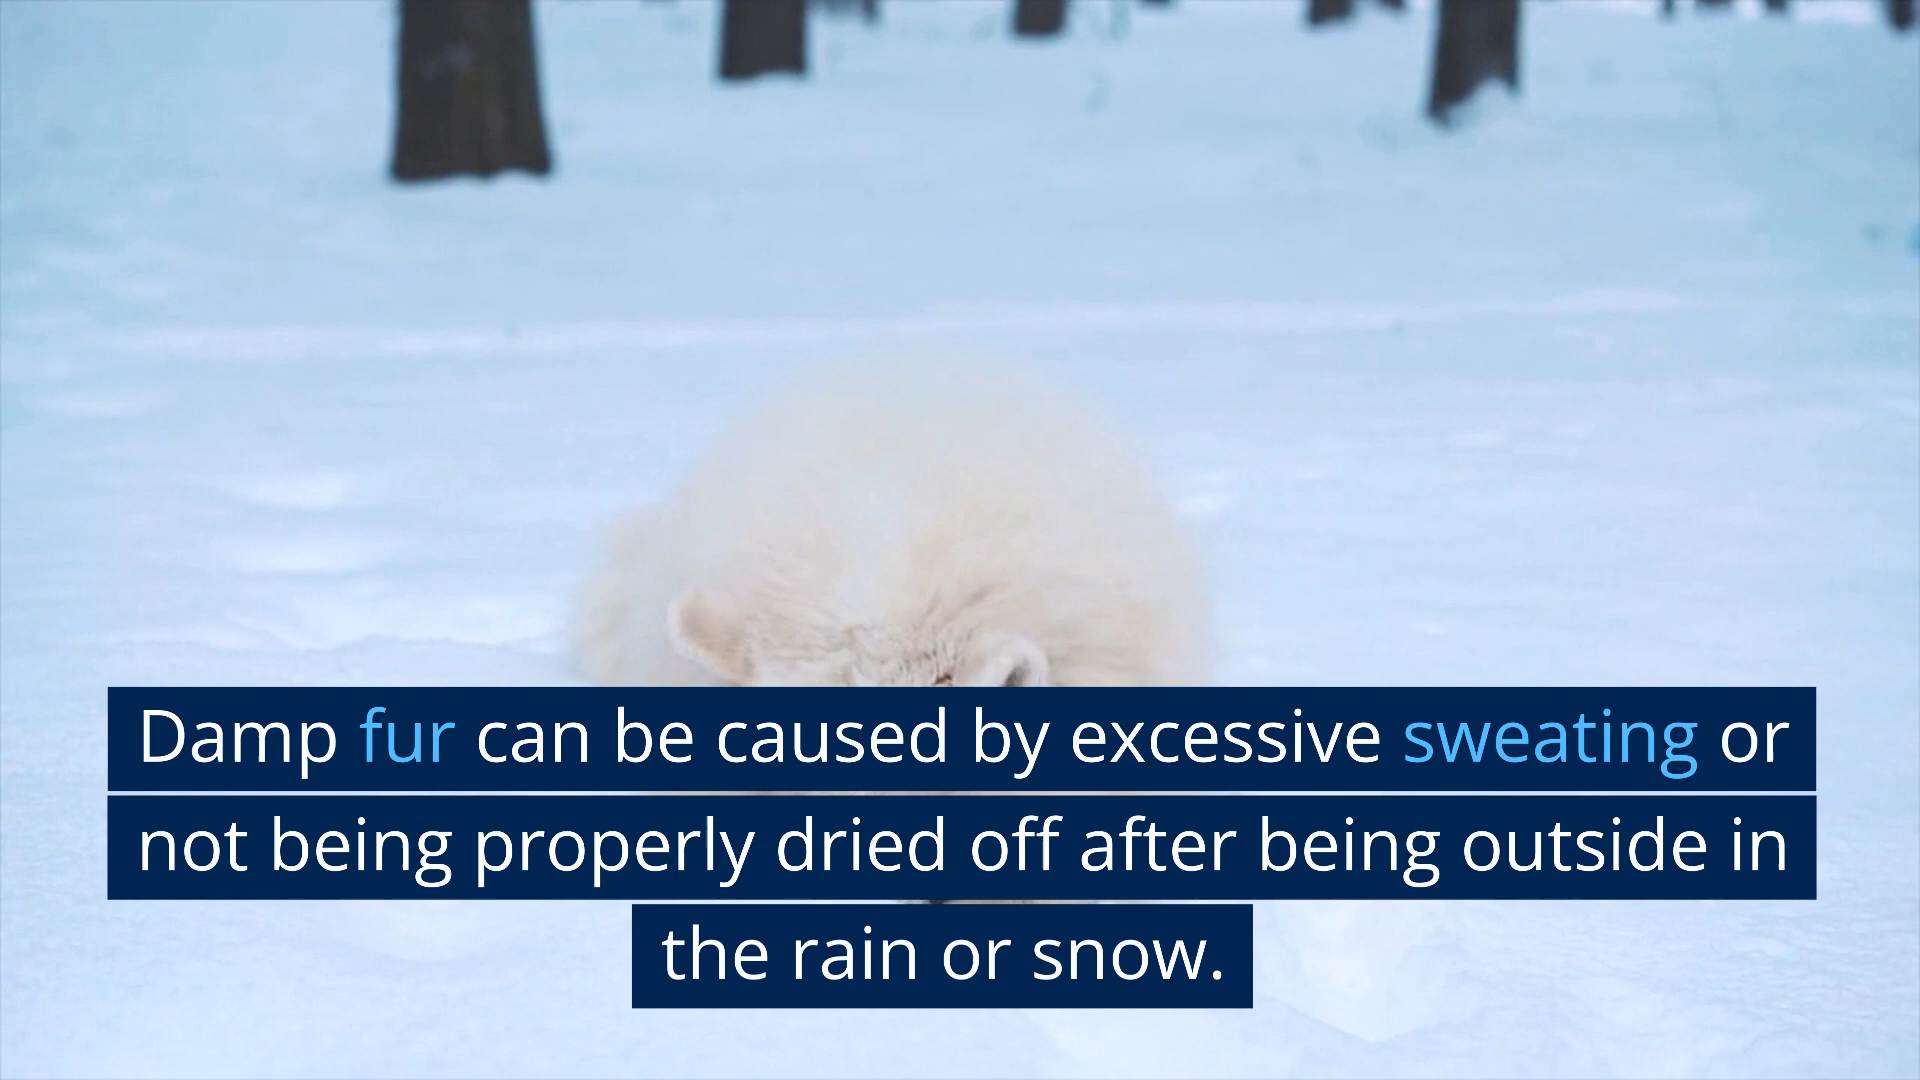 Damp fur can be caused by excessive sweating or
not being properly dried off after being outside in
the rain or snow.